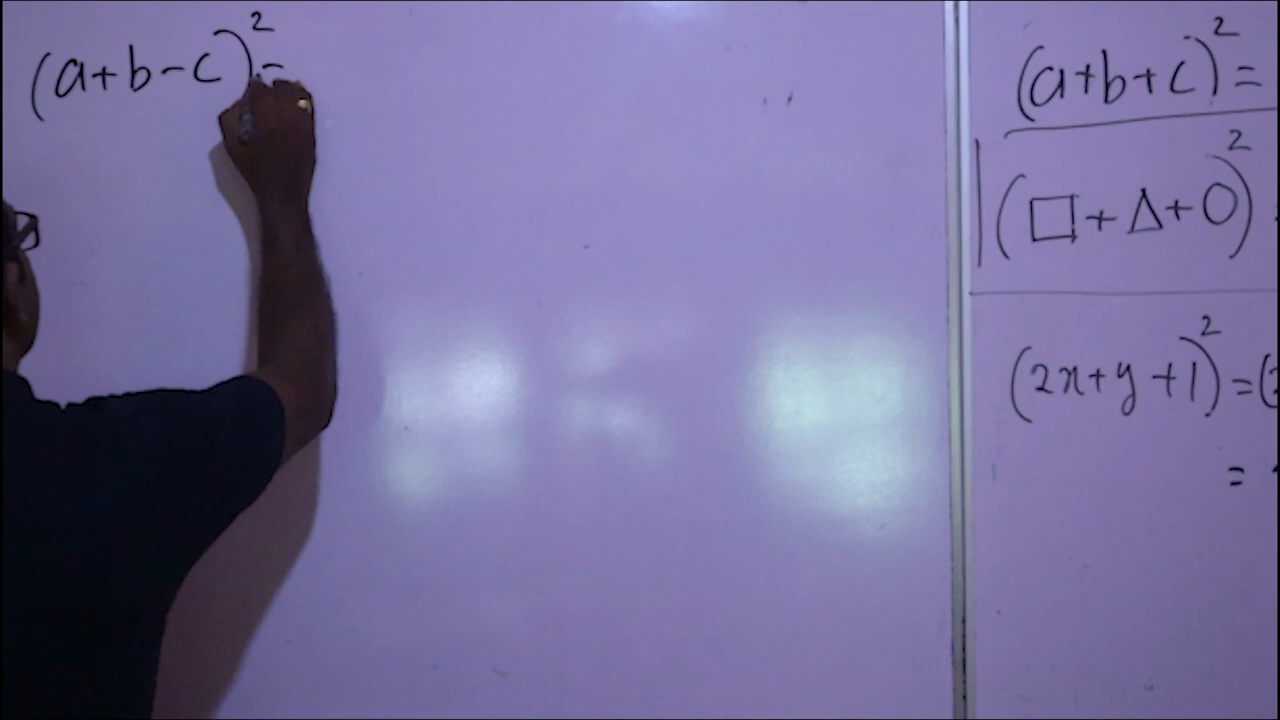 (a+b-c)² =
(a+b+c)² =
(□+Δ+O)²
(2x+y+1)² = (
=